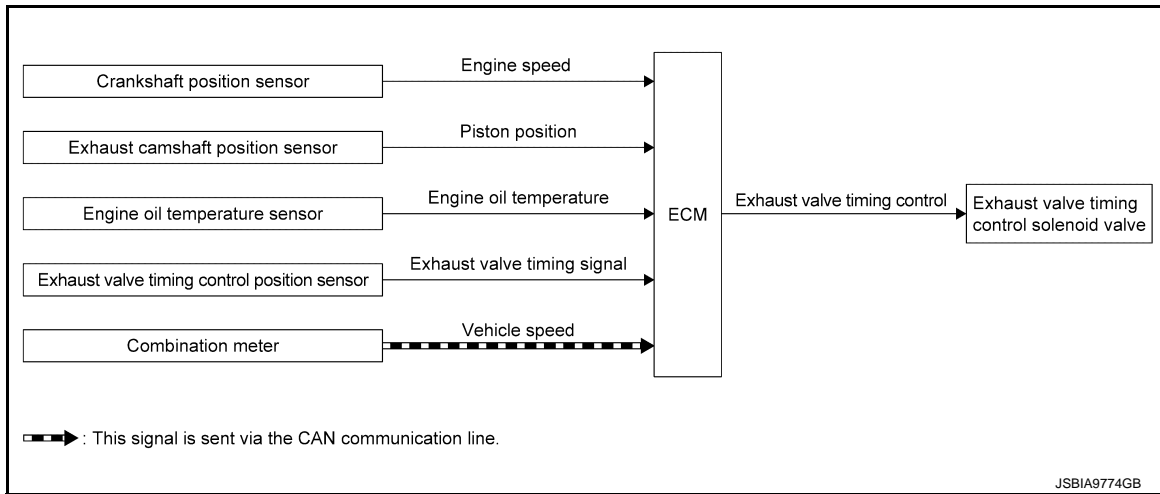 Crankshaft position sensor
Engine speed
Exhaust camshaft position sensor
Piston position
Engine oil temperature sensor
Engine oil temperature
Exhaust valve timing control position sensor
Exhaust valve timing signal
Combination meter
Vehicle speed
ECM
Exhaust valve timing control
Exhaust valve timing
control solenoid valve
: This signal is sent via the CAN communication line.
JSBIA9774GB